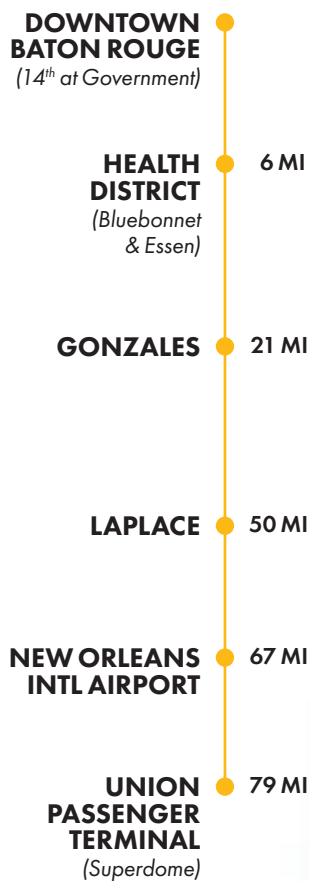 DOWNTOWN
BATON ROUGE
(14th at Government)
HEALTH
DISTRICT
6 MI
(Bluebonnet
& Essen)
GONZALES
21 MI
LAPLACE
50 MI
NEW ORLEANS
INTL AIRPORT
67 MI
UNION
PASSENGER
TERMINAL
79 MI
(Superdome)